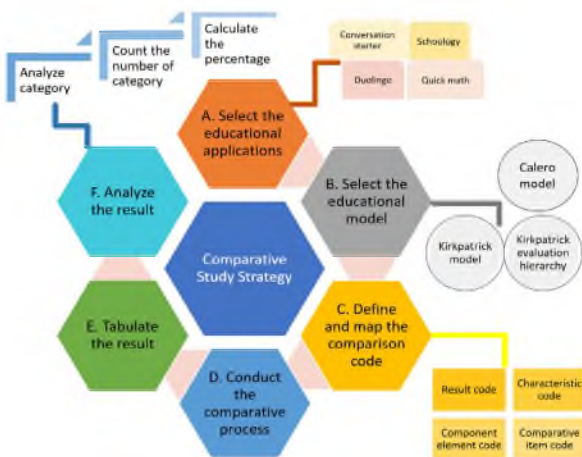 Calculate
the
percentage
Count the
number of
category
Analyze
category
Conversation
starter
Schoology
Duolingo
Quick math
A. Select the
educational
applications
B. Select the
educational
model
Calero
model
Kirkpatrick
model
Kirkpatrick
evaluation
hierarchy
F. Analyze
the result
Comparative
Study Strategy
C. Define
and map the
comparison
code
E. Tabulate
the result
D. Conduct
the
comparative
process
Result code
Characteristic
code
Component
element code
Comparative
item code